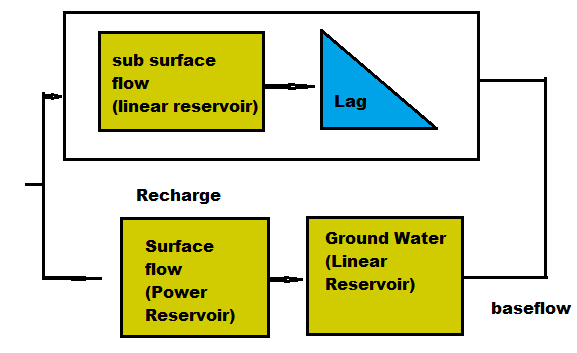 sub surface
flow
(linear reservoir)
Lag
Recharge
Surface
flow
(Power
Reservoir)
Ground Water
(Linear
Reservoir)
baseflow